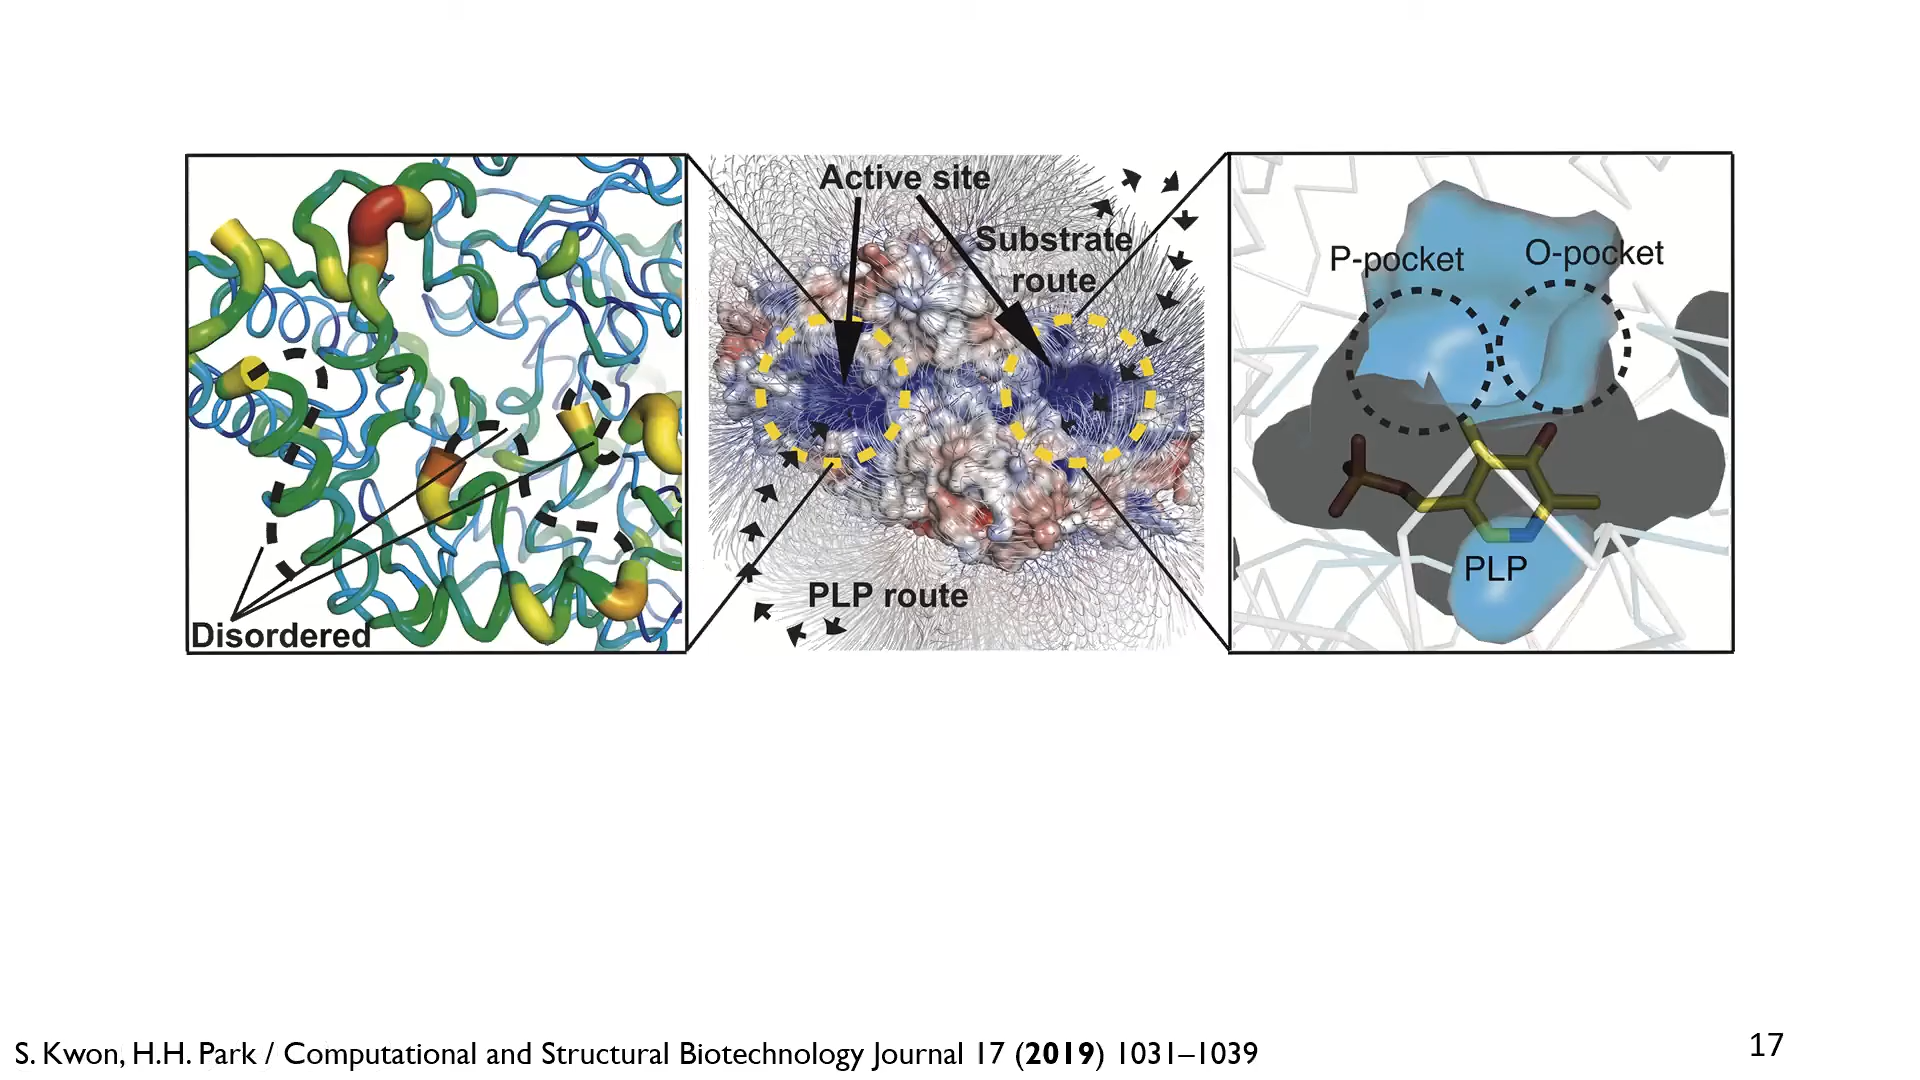 Active site
Substrate
route
PLP route
Disordered
P-pocket
O-pocket
PLP
S. Kwon, H.H. Park / Computational and Structural Biotechnology Journal 17 (2019) 1031–1039
17